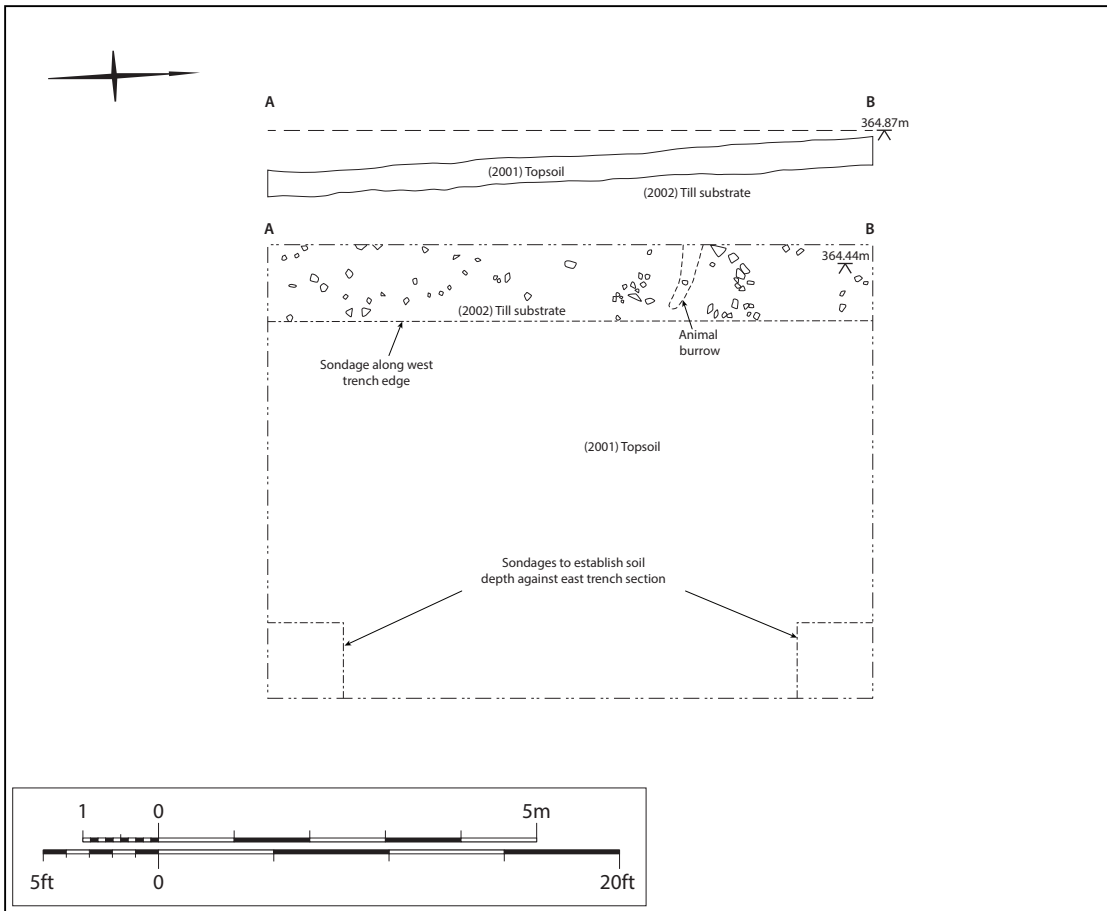 A B
364.87m
(2001) Topsoil
(2002) Till substrate
A B
364.44m
(2002) Till substrate
Animal
burrow
Sondage along west
trench edge
(2001) Topsoil
Sondages to establish soil
depth against east trench section
1 0 5m
5ft 0 20ft